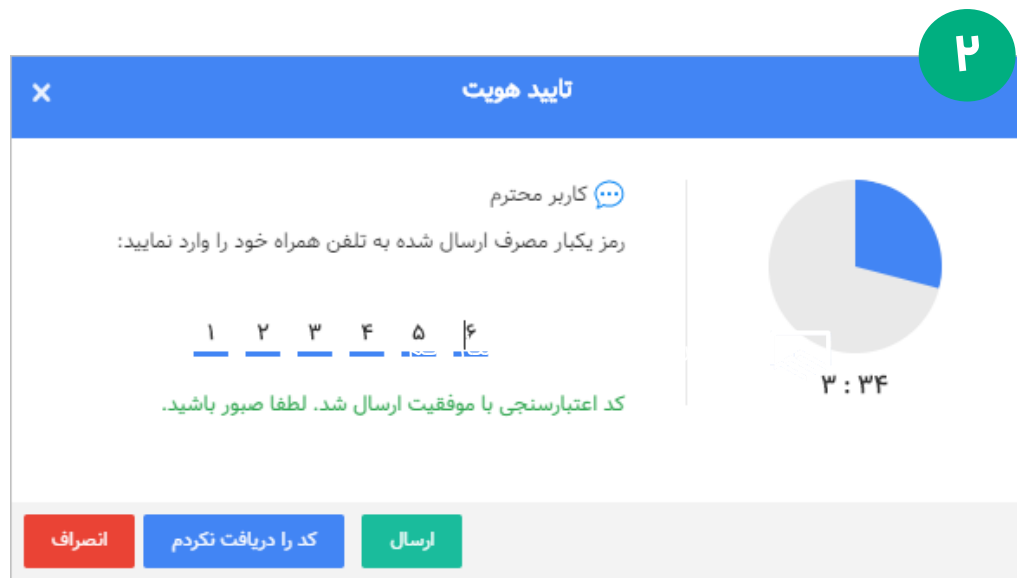 ۲
تایید هویت
کاربر محترم
رمز یکبار مصرف ارسال شده به تلفن همراه خود را وارد نمایید:
۱ ۲ ۳ ۴ ۵ ۶
کد اعتبارسنجی با موفقیت ارسال شد. لطفا صبور باشید.
۳ : ۳۴
ارسال
کد را دریافت نکردم
انصراف